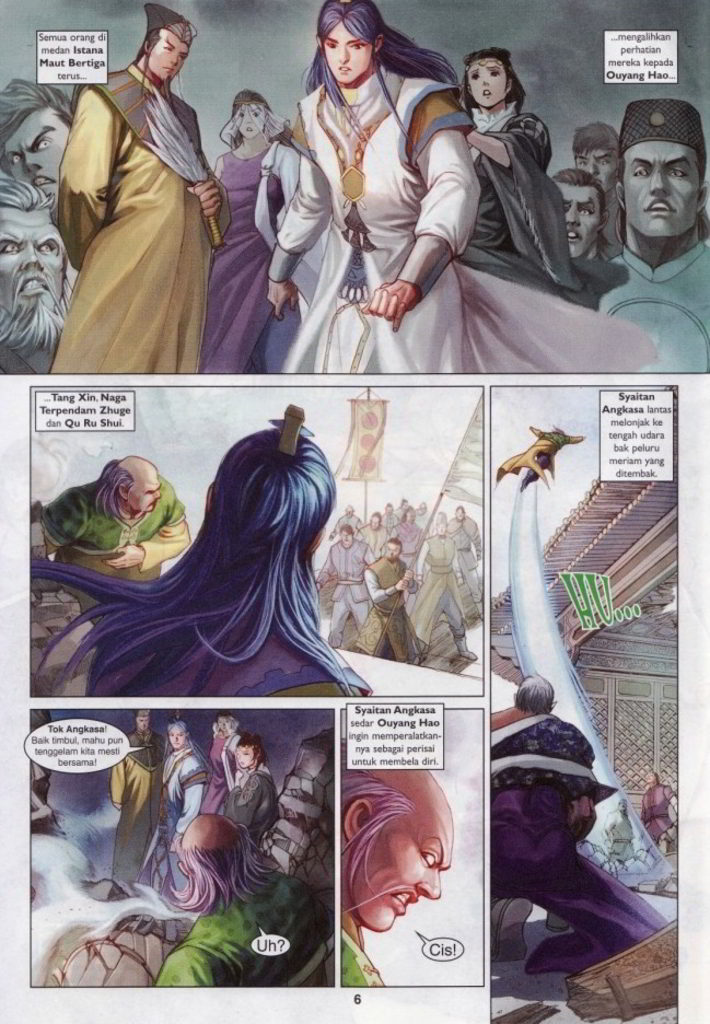 Semua orang di
medan Istana
Maut Bertiga
terus...
...mengalihkan
perhatian
mereka kepada
Ouyang Hao...
...Tang Xin, Naga
Terpendam Zhuge
dan Qu Ru Shui.
Tok Angkasa!
Baik timbul, mahu pun
tenggelam kita mesti
bersama!
Uh?
Syaitan Angkasa
sedar Ouyang Hao
ingin memperalatkan-
nya sebagai perisai
untuk membela diri.
Cis!
Syaitan
Angkasa lantas
melonjak ke
tengah udara
bak peluru
meriam yang
ditembak.
HU...
6